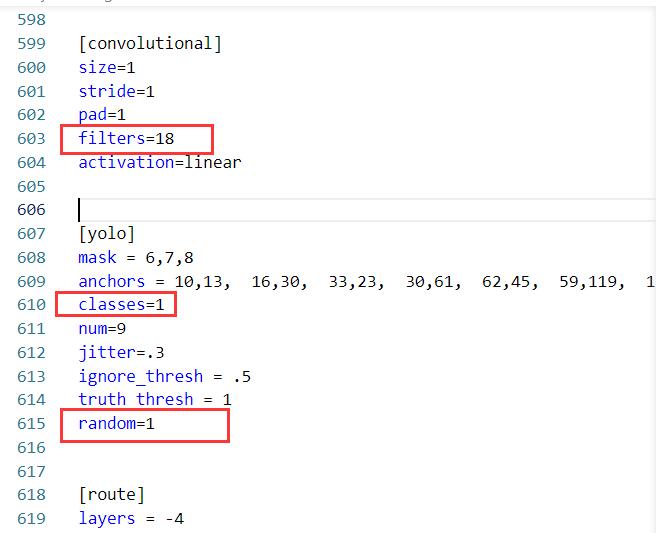 598
599 [convolutional]
600 size=1
601 stride=1
602 pad=1
603 filters=18
604 activation=linear
605
606
607 [yolo]
608 mask = 6,7,8
609 anchors = 10,13,  16,30,  33,23,  30,61,  62,45,  59,119,  1
610 classes=1
611 num=9
612 jitter=.3
613 ignore_thresh = .5
614 truth_thresh = 1
615 random=1
616
617
618 [route]
619 layers = -4